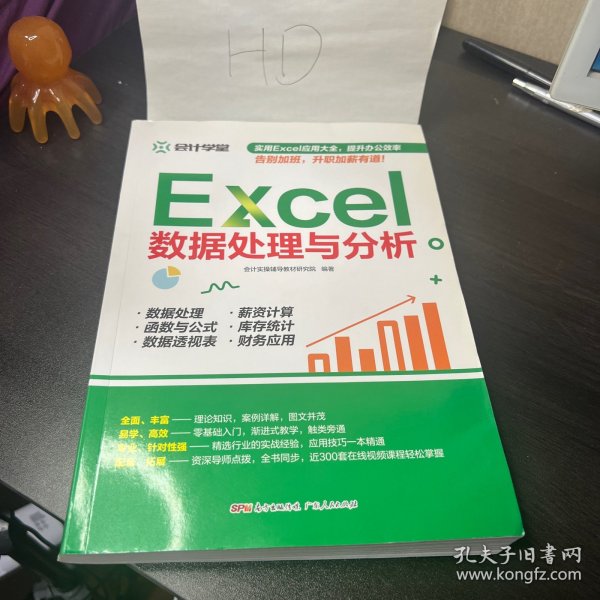 HD
会计学堂
实用Excel应用大全，提升办公效率
告别加班，升职加薪有道！
Excel
数据处理与分析
会计实操辅导教材研究院 编著
·数据处理 ·薪资计算
·函数与公式 ·库存统计
·数据透视表 ·财务应用
全面、丰富——理论知识，案例详解，图文并茂
易学、高效——零基础入门，渐进式教学，触类旁通
针对性强——精选行业的实战经验，应用技巧一本精通
拓展——资深导师点拨，全书同步，近300套在线视频课程轻松掌握
南方出版传媒 广东人民出版社
孔夫子旧书网
www.kongfz.com